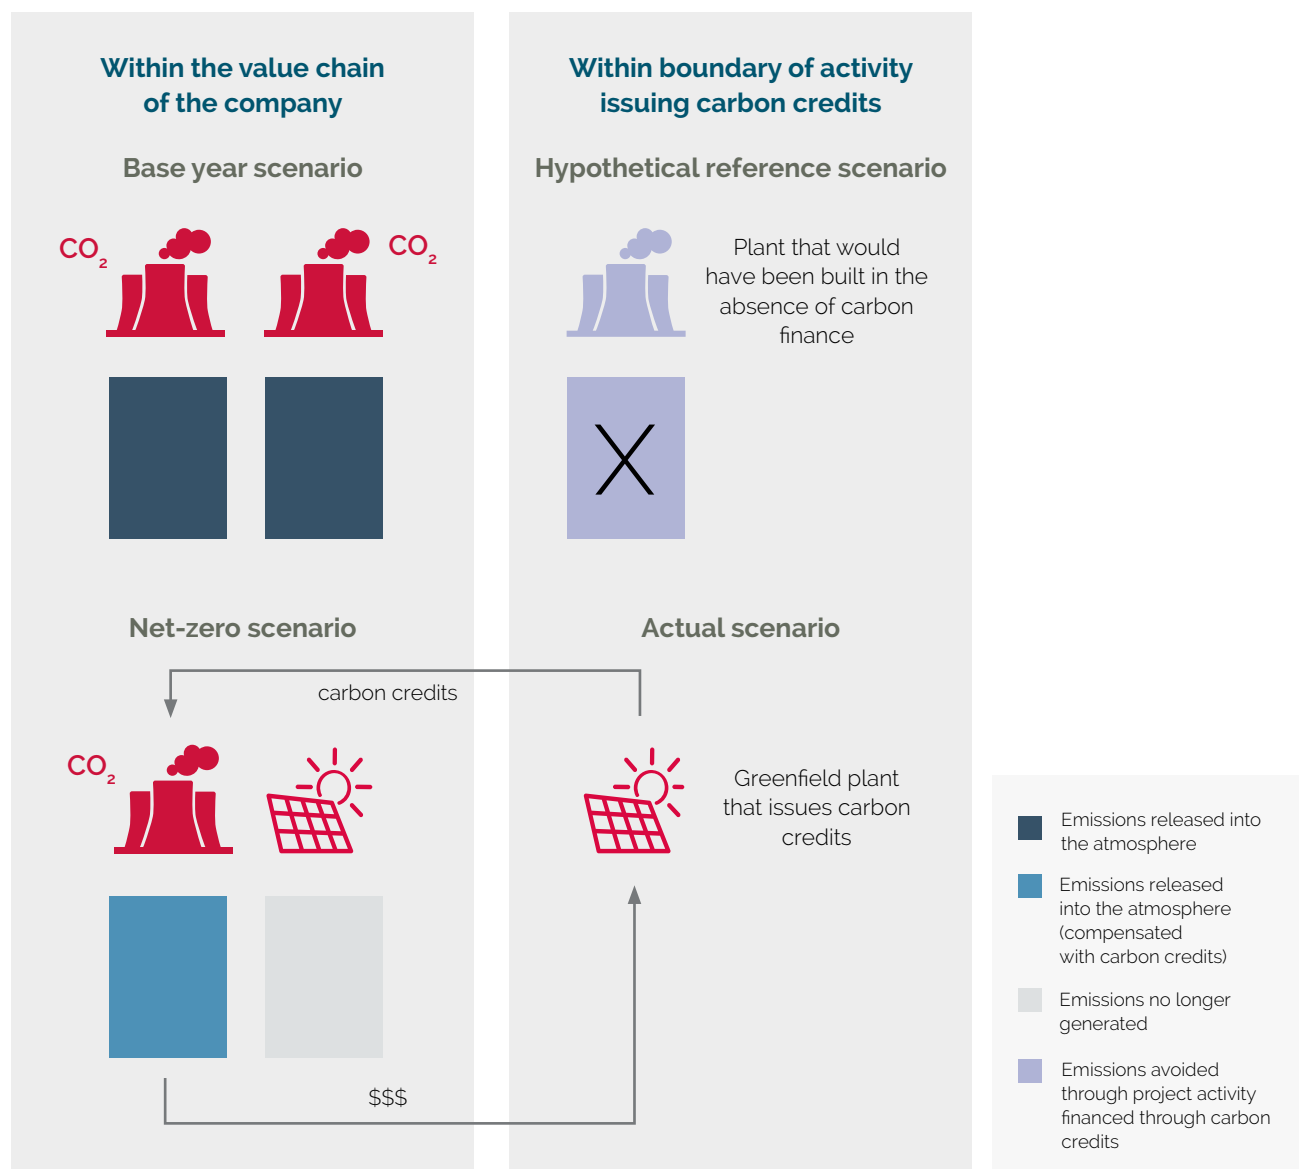 Within the value chain
of the company
Base year scenario
CO2
CO2
Net-zero scenario
carbon credits
CO2
$$$
Within boundary of activity
issuing carbon credits
Hypothetical reference scenario
Plant that would
have been built in the
absence of carbon
finance
X
Actual scenario
Greenfield plant
that issues carbon
credits
Emissions released into
the atmosphere
Emissions released
into the atmosphere
(compensated
with carbon credits)
Emissions no longer
generated
Emissions avoided
through project activity
financed through carbon
credits